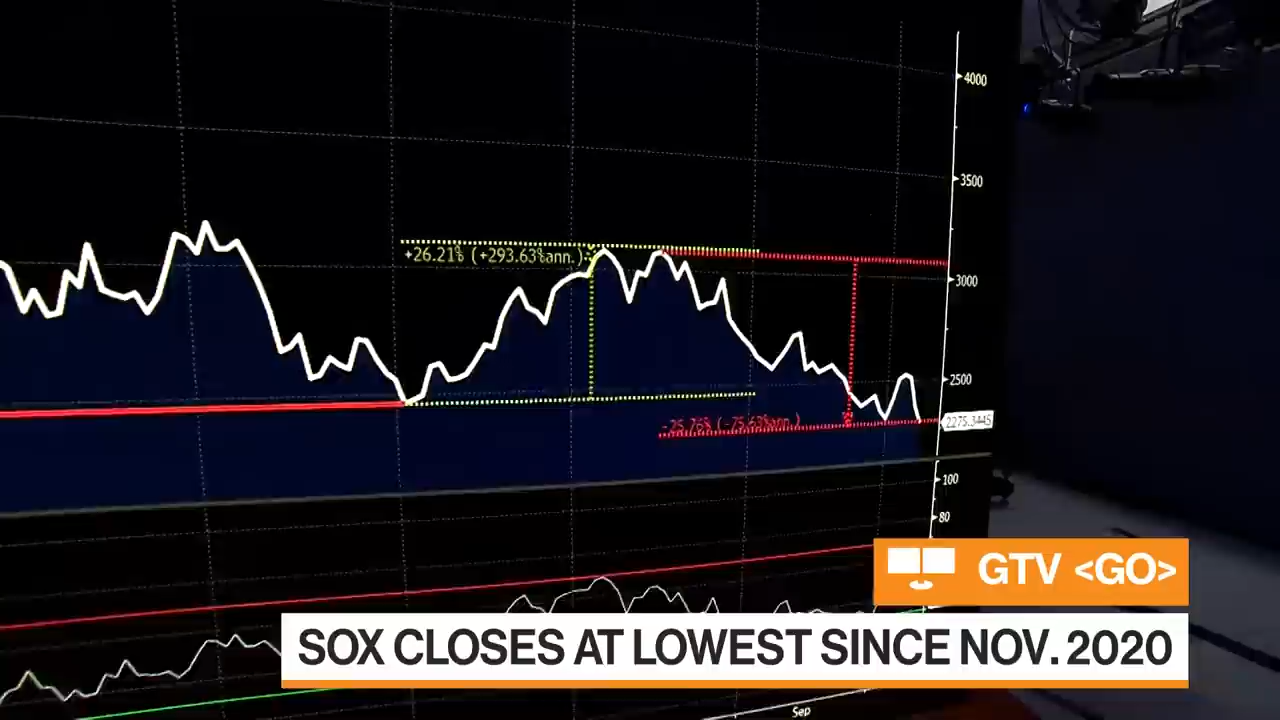 4000
3500
+26.21% (+293.63%ann.)
3000
2500
-25.76% (-75.63%ann.)
2275.3445
100
80
GTV <GO>
SOX CLOSES AT LOWEST SINCE NOV. 2020
Sep